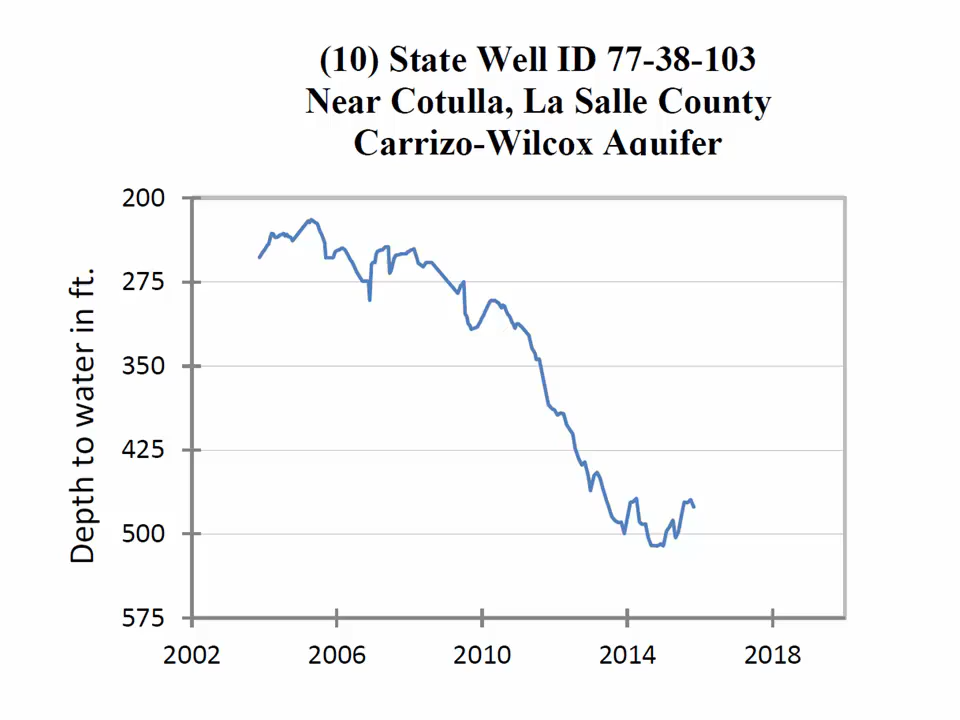 (10) State Well ID 77-38-103
Near Cotulla, La Salle County
Carrizo-Wilcox Aquifer
Depth to water in ft.
200
275
350
425
500
575
2002 2006 2010 2014 2018